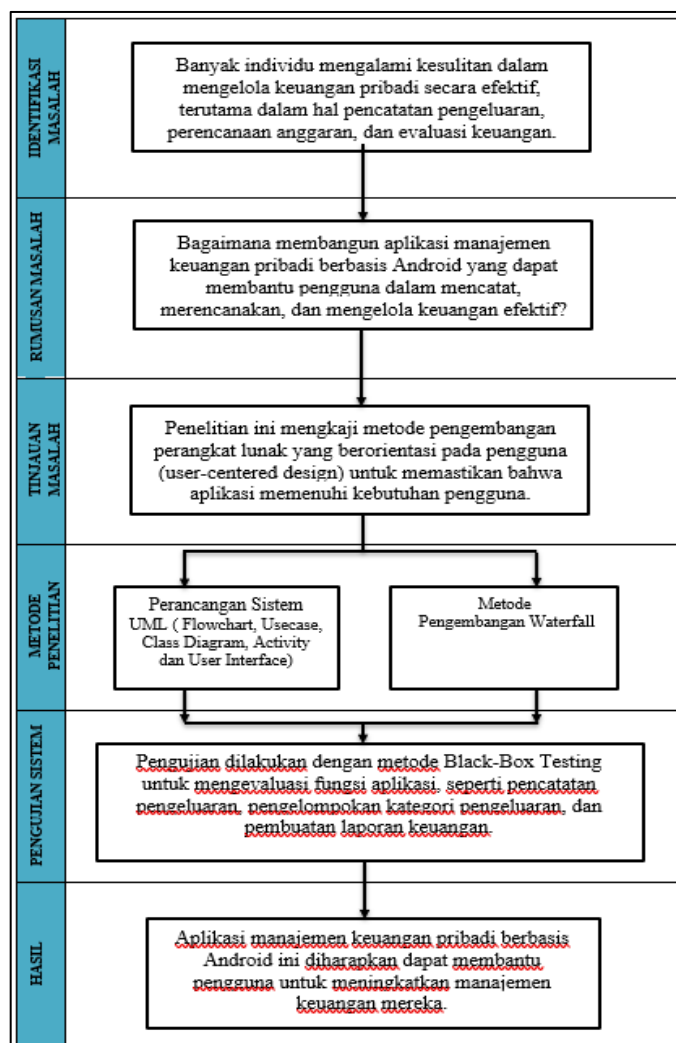 IDENTIFIKASI
MASALAH
Banyak individu mengalami kesulitan dalam
mengelola keuangan pribadi secara efektif,
terutama dalam hal pencatatan pengeluaran,
perencanaan anggaran, dan evaluasi keuangan.
RUMUSAN MASALAH
Bagaimana membangun aplikasi manajemen
keuangan pribadi berbasis Android yang dapat
membantu pengguna dalam mencatat,
merencanakan, dan mengelola keuangan efektif?
TINJAUAN
MASALAH
Penelitian ini mengkaji metode pengembangan
perangkat lunak yang berorientasi pada pengguna
(user-centered design) untuk memastikan bahwa
aplikasi memenuhi kebutuhan pengguna.
METODE
PENELITIAN
Perancangan Sistem
UML ( Flowchart, Usecase,
Class Diagram, Activity
dan User Interface)
Metode
Pengembangan Waterfall
PENGUJIAN SISTEM
Pengujian dilakukan dengan metode Black-Box Testing
untuk mengevaluasi fungsi aplikasi, seperti pencatatan
pengeluaran, pengelompokan kategori pengeluaran, dan
pembuatan laporan keuangan.
HASIL
Aplikasi manajemen keuangan pribadi berbasis
Android ini diharapkan dapat membantu
pengguna untuk meningkatkan manajemen
keuangan mereka.